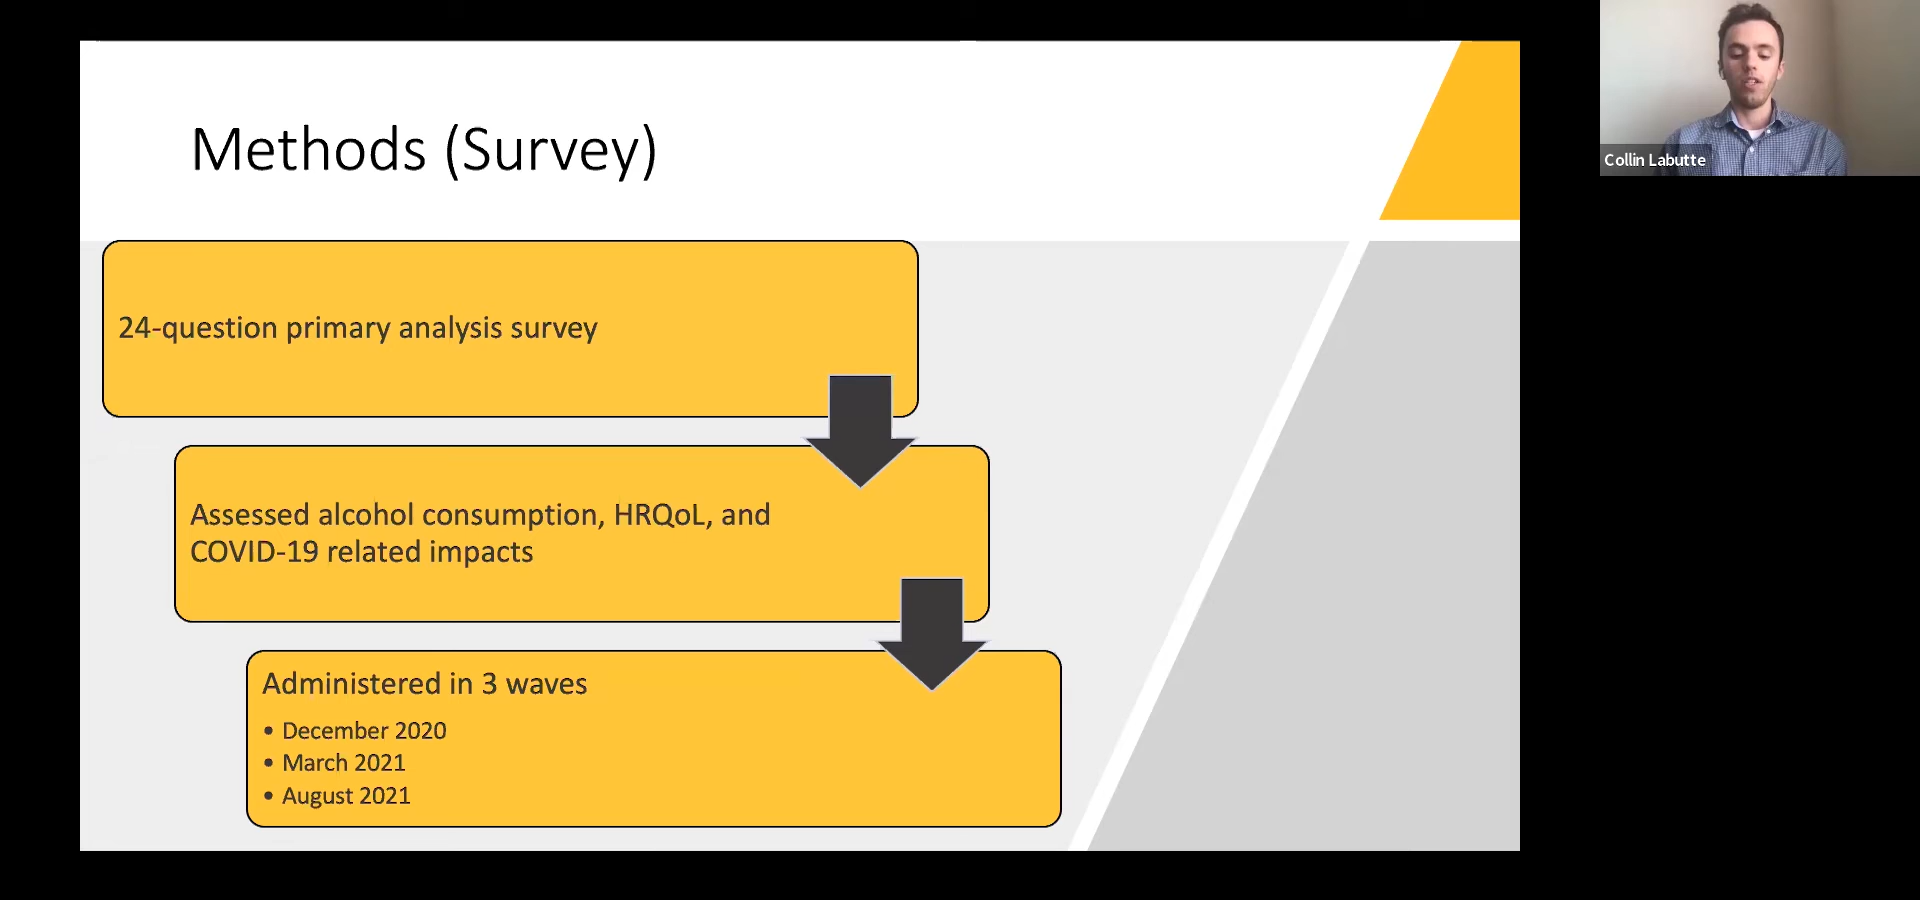 Methods (Survey)
24-question primary analysis survey
Assessed alcohol consumption, HRQoL, and
COVID-19 related impacts
Administered in 3 waves
• December 2020
• March 2021
• August 2021
Collin Labutte